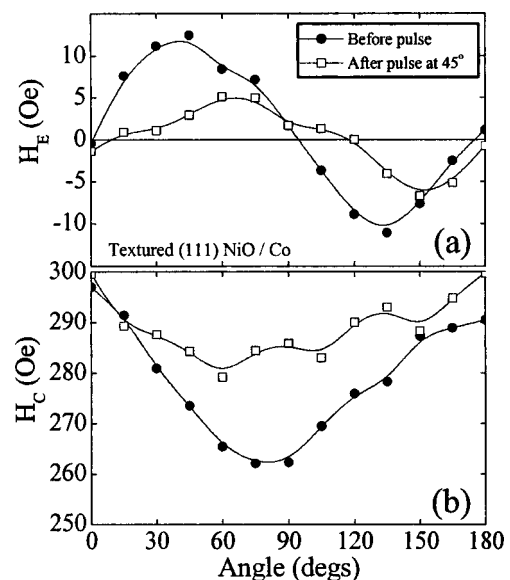 10
5
0
-5
-10
H_E (Oe)
Before pulse
After pulse at 45°
Textured (111) NiO / Co
(a)
300
290
280
270
260
250
H_C (Oe)
(b)
0 30 60 90 120 150 180
Angle (degs)